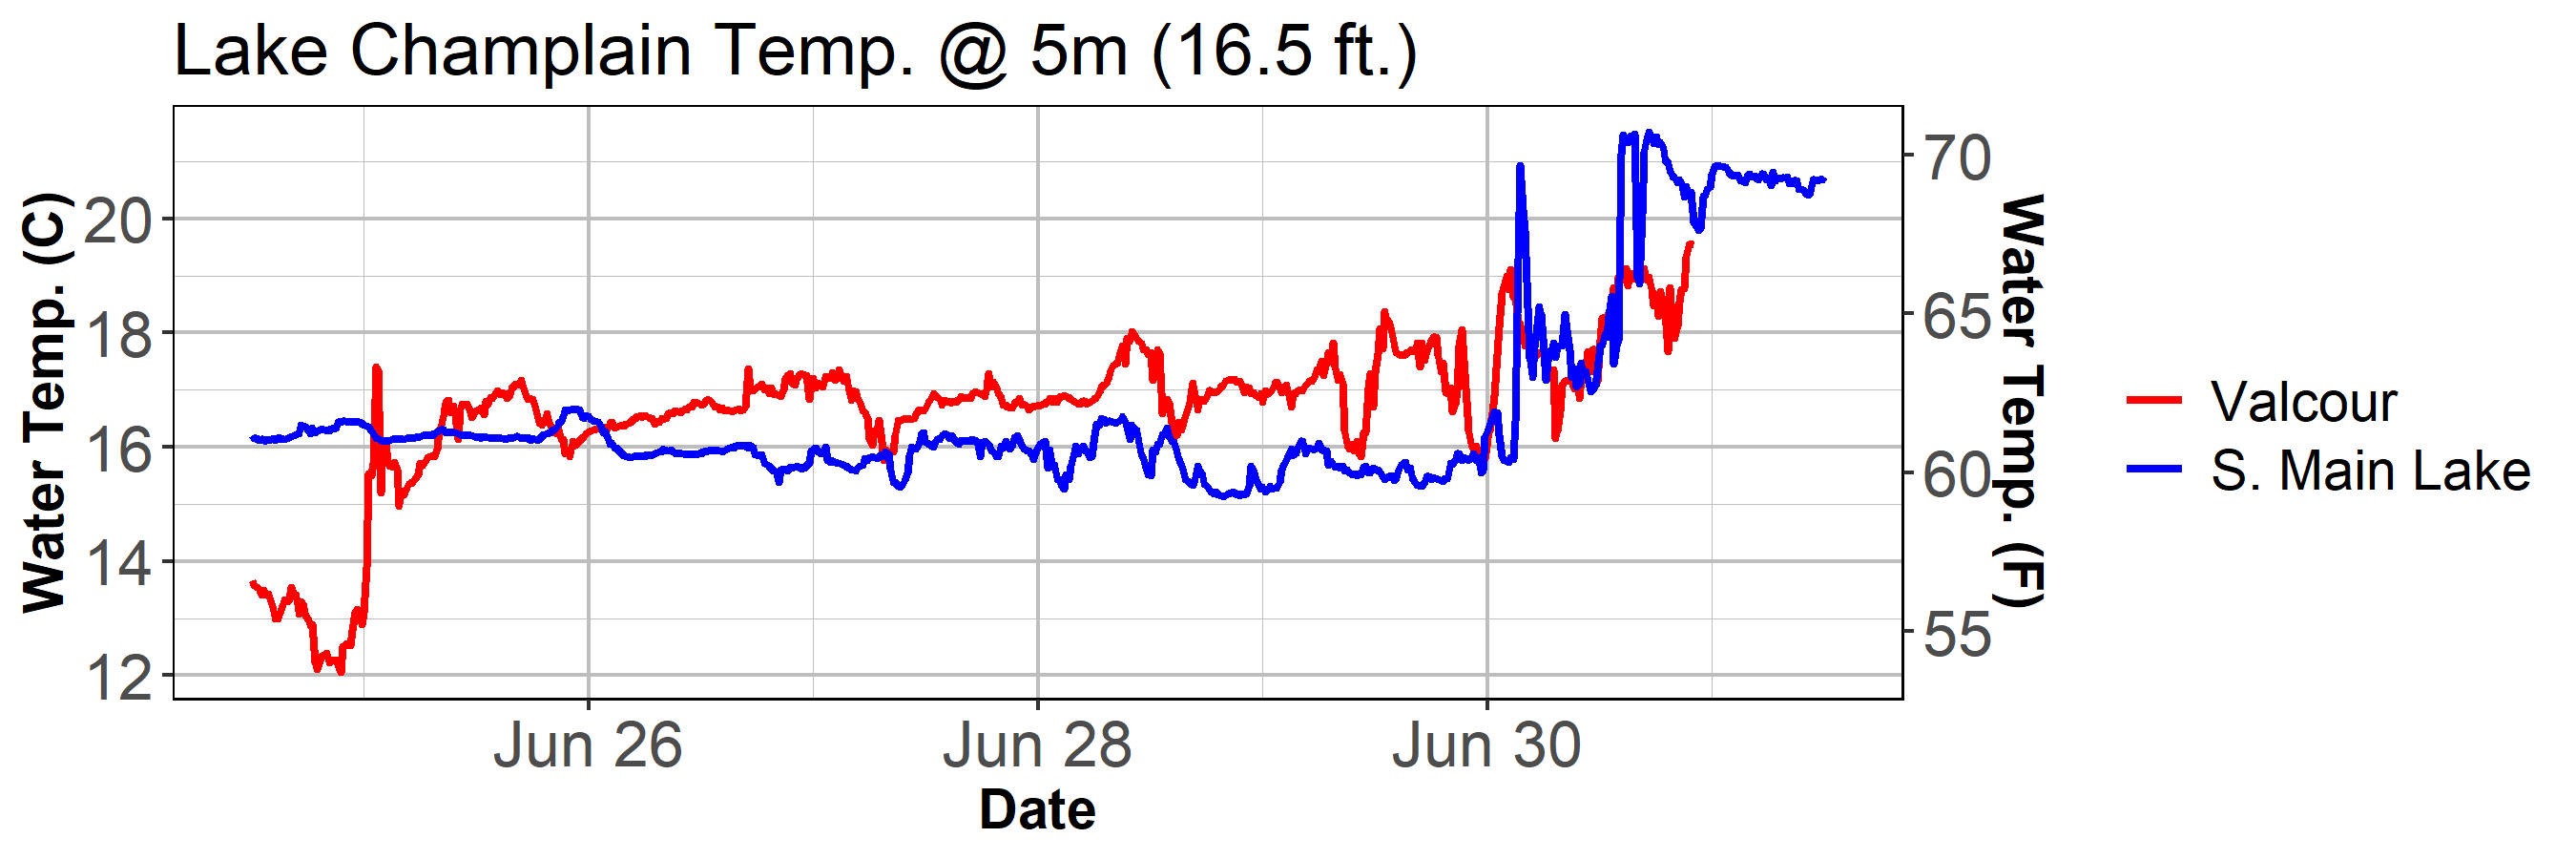 Lake Champlain Temp. @ 5m (16.5 ft.)
Water Temp. (C)
20
18
16
14
12
70
65
60
55
Water Temp. (F)
Jun 26
Jun 28
Jun 30
Date
Valcour
S. Main Lake